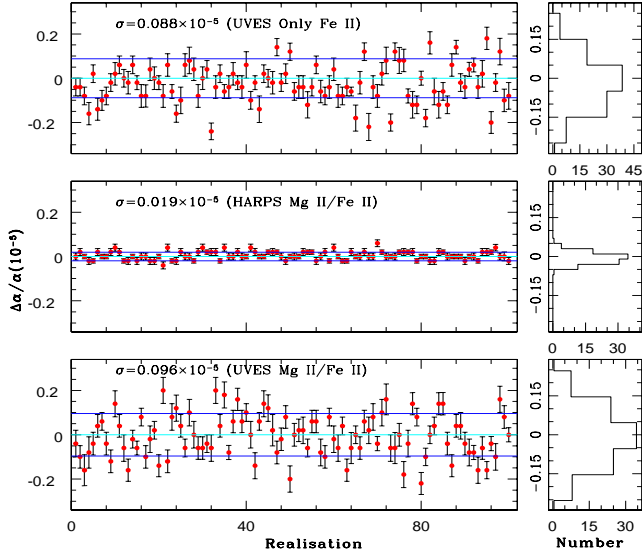 σ=0.088×10⁻⁵ (UVES Only Fe II)
0.2
0
-0.2
0.15
0
-0.15
0 15 30 45
σ=0.019×10⁻⁵ (HARPS Mg II/Fe II)
0.2
0
-0.2
0.15
0
-0.15
0 15 30
Δα/α(10⁻⁵)
σ=0.096×10⁻⁵ (UVES Mg II/Fe II)
0.2
0
-0.2
0.15
0
-0.15
0 40 80
0 15 30
Realisation
Number